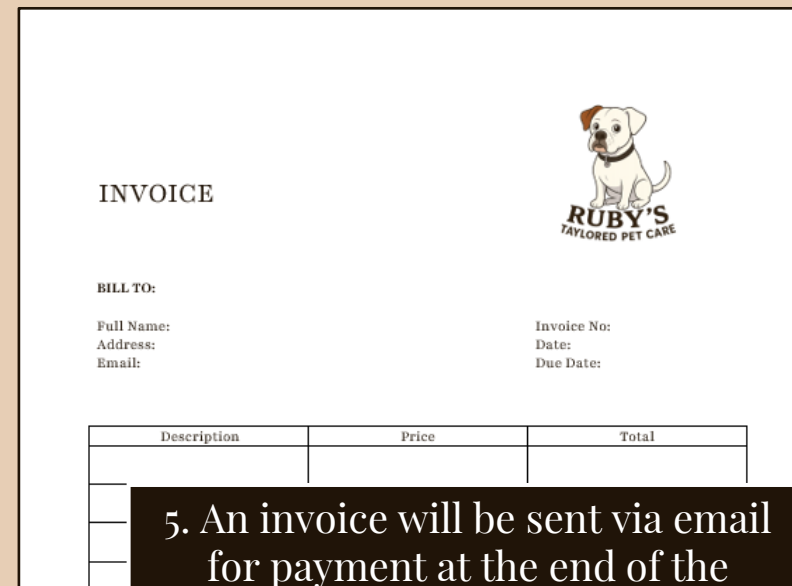 INVOICE
RUBY'S
TAYLORED PET CARE
BILL TO:
Full Name:
Address:
Email:
Invoice No:
Date:
Due Date:
Description Price Total
5. An invoice will be sent via email
for payment at the end of the